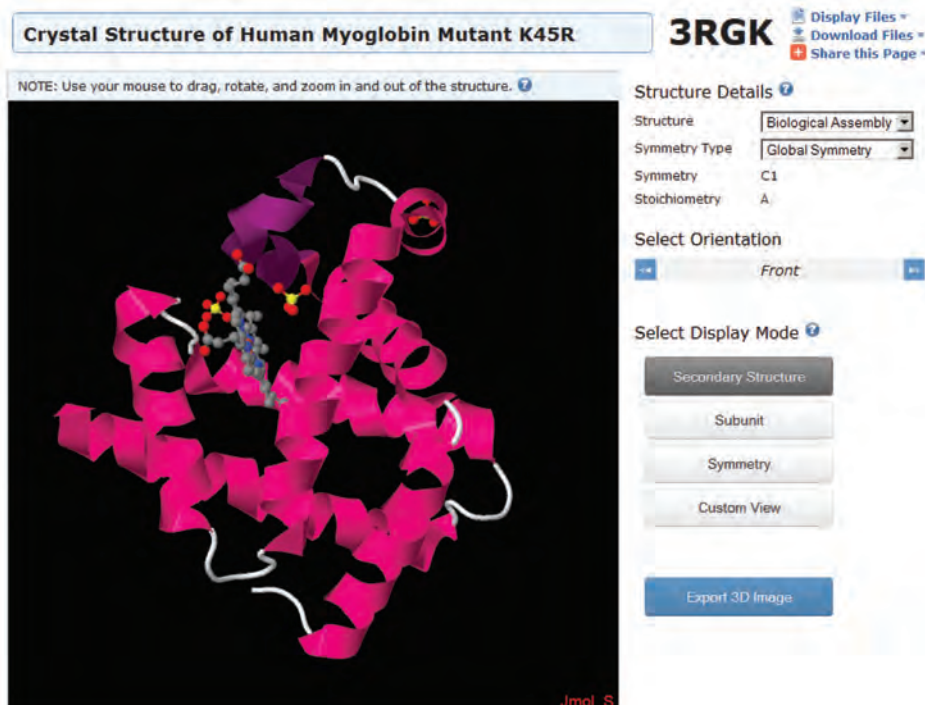 Crystal Structure of Human Myoglobin Mutant K45R
3RGK
Display Files
Download Files
Share this Page
NOTE: Use your mouse to drag, rotate, and zoom in and out of the structure. ?
Structure Details ?
Structure Biological Assembly
Symmetry Type Global Symmetry
Symmetry C1
Stoichiometry A
Select Orientation
Front
Select Display Mode ?
Secondary Structure
Subunit
Symmetry
Custom View
Export 3D Image
Jmol_S